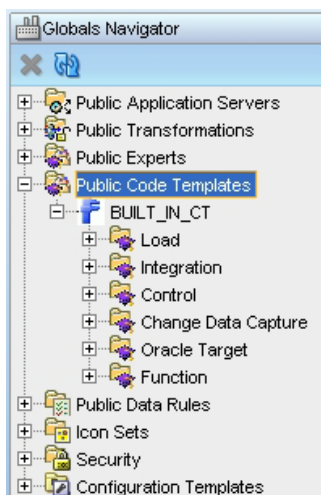 Globals Navigator
Public Application Servers
Public Transformations
Public Experts
Public Code Templates
BUILT_IN_CT
Load
Integration
Control
Change Data Capture
Oracle Target
Function
Public Data Rules
Icon Sets
Security
Configuration Templates